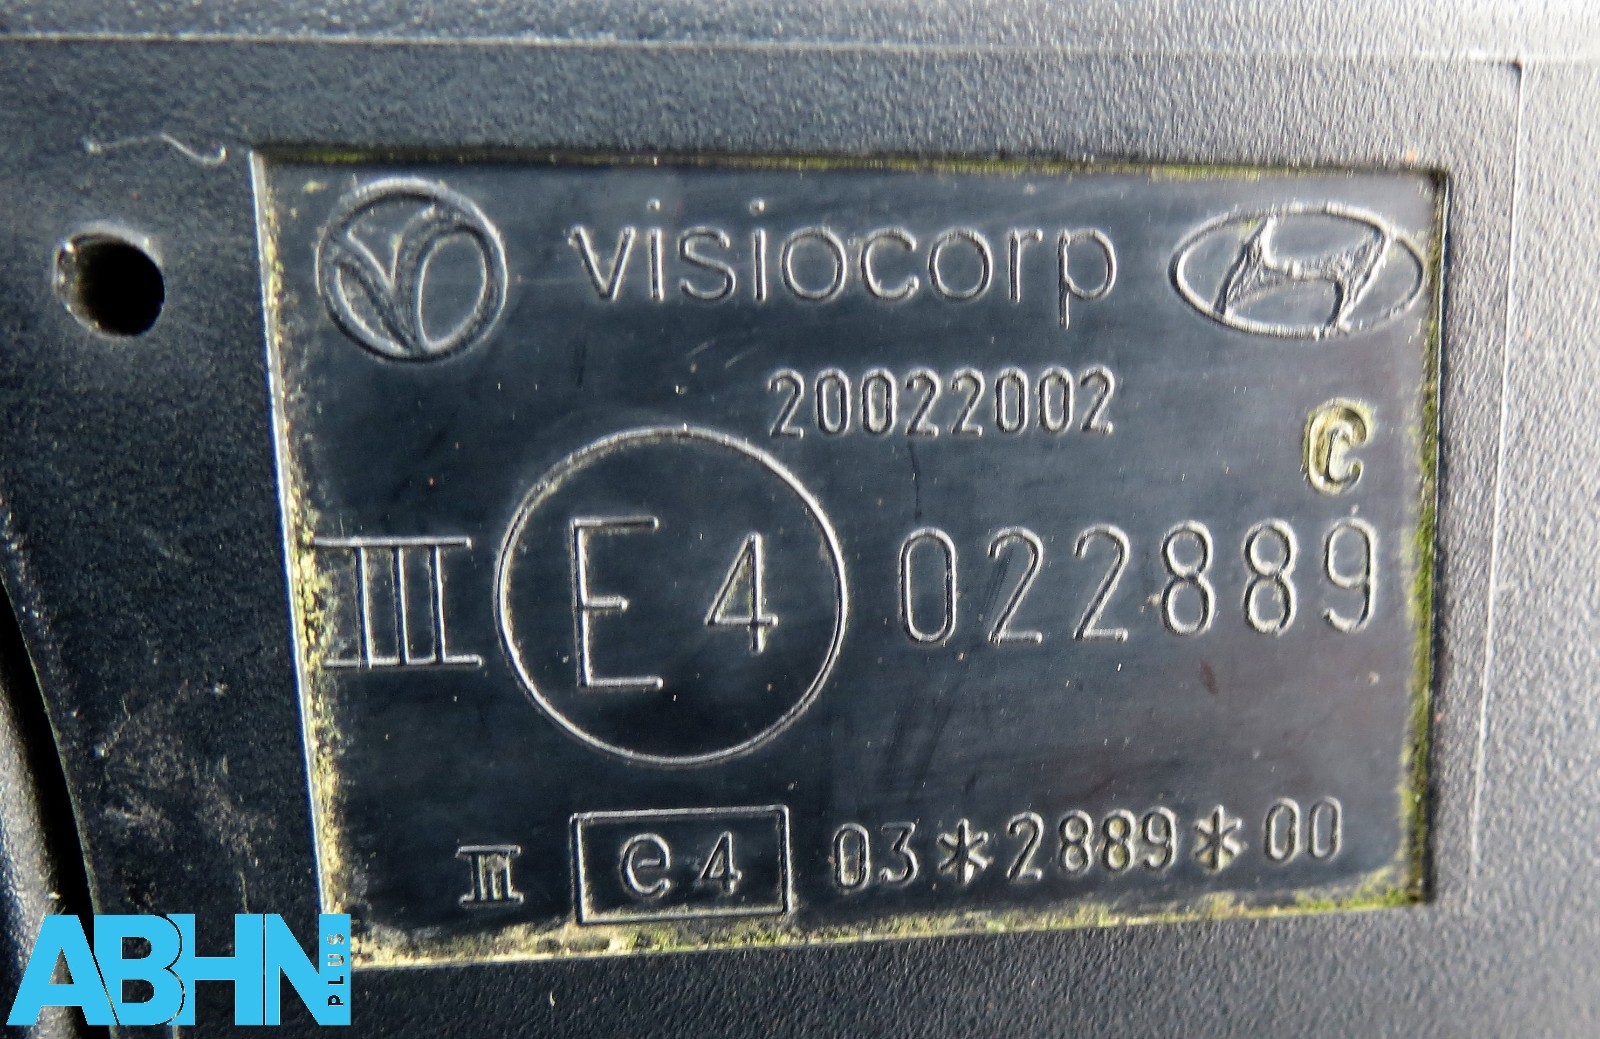 visiocorp
20022002
C
III E4 022889
III e4 03*2889*00
ABHN PLUS